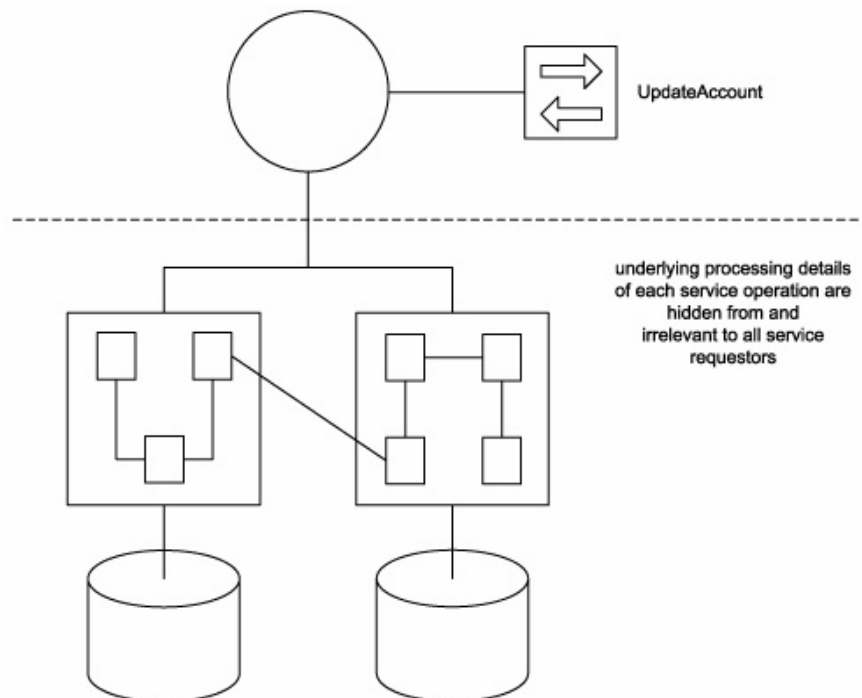 UpdateAccount
underlying processing details
of each service operation are
hidden from and
irrelevant to all service
requestors